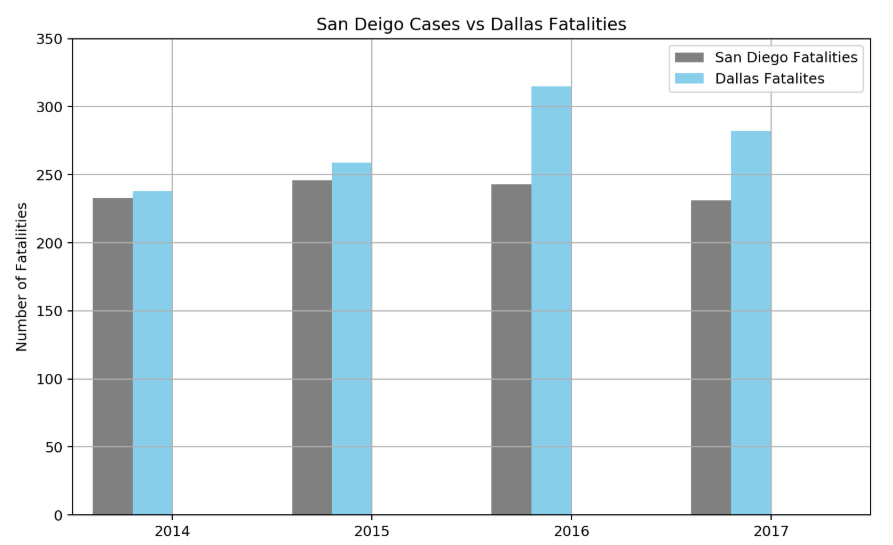 San Deigo Cases vs Dallas Fatalities
San Diego Fatalities
Dallas Fatalites
Number of Fataliities
350
300
250
200
150
100
50
0
2014 2015 2016 2017